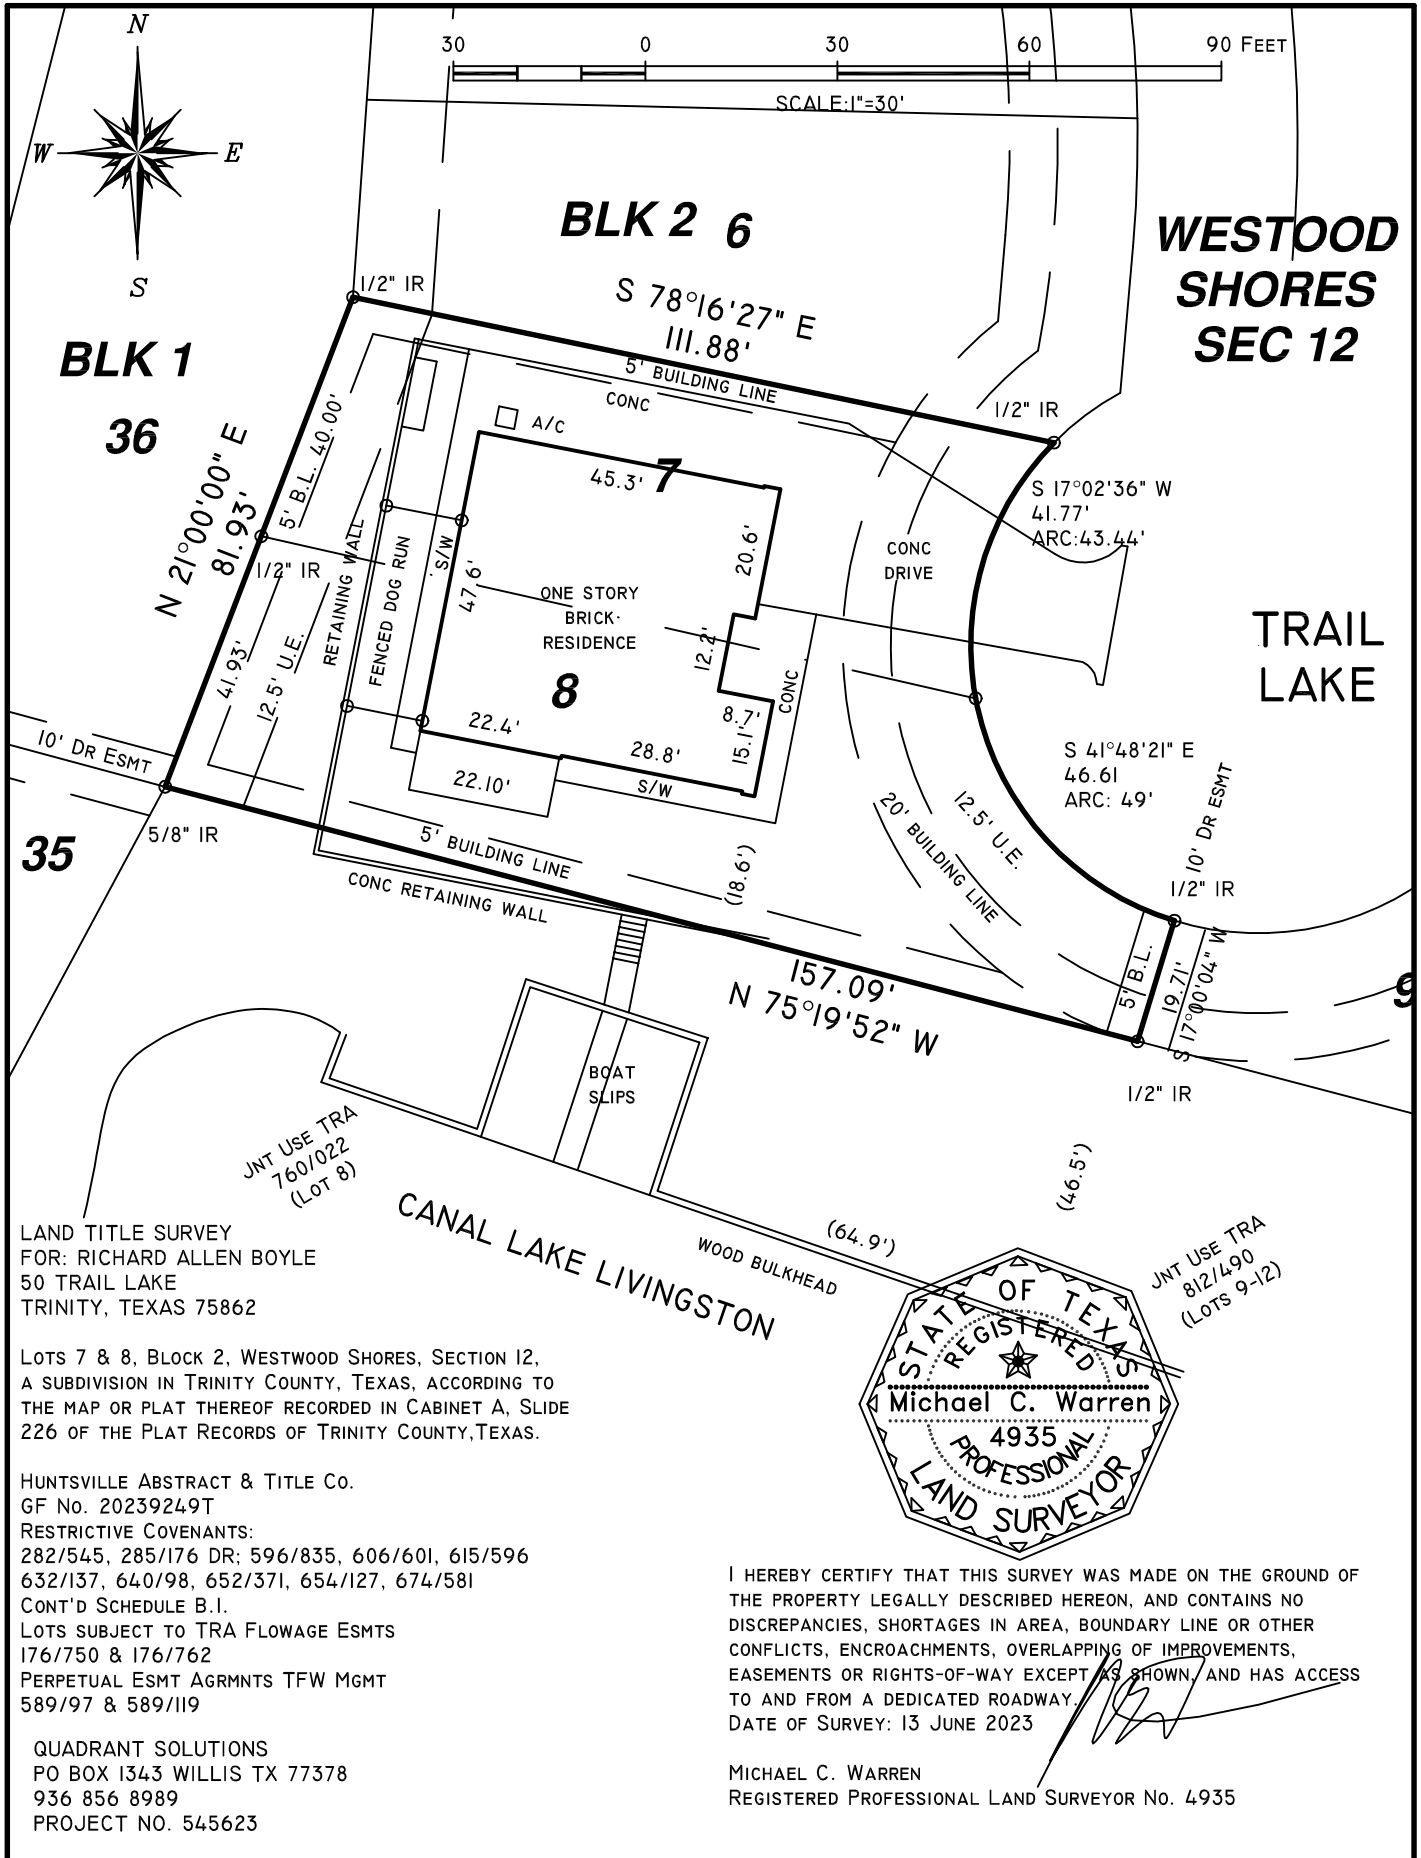 N
W E
S
30 0 30 60 90 FEET
SCALE:1"=30'
BLK 2 6
WESTOOD
SHORES
SEC 12
BLK 1
36
1/2" IR
S 78°16'27" E
111.88'
5' BUILDING LINE
CONC
A/C
1/2" IR
N 21°00'00" E
81.93'
5' B.L. 40.00'
1/2" IR
41.93'
12.5' U.E.
RETAINING WALL
FENCED DOG RUN
S/W
47.6'
45.3'
7
20.6'
ONE STORY
BRICK
RESIDENCE
12.2'
8
CONC
8.7'
15.1'
22.4'
28.8'
22.10'
S/W
CONC
DRIVE
S 17°02'36" W
41.77'
ARC:43.44'
TRAIL
LAKE
S 41°48'21" E
46.61
ARC: 49'
10' DR ESMT
12.5' U.E.
20' BUILDING LINE
1/2" IR
10' DR ESMT
35
5/8" IR
5' BUILDING LINE
CONC RETAINING WALL
(18.6')
157.09'
N 75°19'52" W
5' B.L.
19.71'
S 17°00'04" W
9
1/2" IR
BOAT
SLIPS
JNT USE TRA
760/022
(LOT 8)
CANAL LAKE LIVINGSTON
WOOD BULKHEAD
(64.9')
(46.5')
JNT USE TRA
812/490
(LOTS 9-12)
LAND TITLE SURVEY
FOR: RICHARD ALLEN BOYLE
50 TRAIL LAKE
TRINITY, TEXAS 75862
LOTS 7 & 8, BLOCK 2, WESTWOOD SHORES, SECTION 12,
A SUBDIVISION IN TRINITY COUNTY, TEXAS, ACCORDING TO
THE MAP OR PLAT THEREOF RECORDED IN CABINET A, SLIDE
226 OF THE PLAT RECORDS OF TRINITY COUNTY,TEXAS.
HUNTSVILLE ABSTRACT & TITLE CO.
GF NO. 20239249T
RESTRICTIVE COVENANTS:
282/545, 285/176 DR; 596/835, 606/601, 615/596
632/137, 640/98, 652/371, 654/127, 674/581
CONT'D SCHEDULE B.1.
LOTS SUBJECT TO TRA FLOWAGE ESMTS
176/750 & 176/762
PERPETUAL ESMT AGRMNTS TFW MGMT
589/97 & 589/119
QUADRANT SOLUTIONS
PO BOX 1343 WILLIS TX 77378
936 856 8989
PROJECT NO. 545623
STATE OF TEXAS
REGISTERED
Michael C. Warren
4935
PROFESSIONAL
LAND SURVEYOR
I HEREBY CERTIFY THAT THIS SURVEY WAS MADE ON THE GROUND OF
THE PROPERTY LEGALLY DESCRIBED HEREON, AND CONTAINS NO
DISCREPANCIES, SHORTAGES IN AREA, BOUNDARY LINE OR OTHER
CONFLICTS, ENCROACHMENTS, OVERLAPPING OF IMPROVEMENTS,
EASEMENTS OR RIGHTS-OF-WAY EXCEPT AS SHOWN, AND HAS ACCESS
TO AND FROM A DEDICATED ROADWAY.
DATE OF SURVEY: 13 JUNE 2023
MICHAEL C. WARREN
REGISTERED PROFESSIONAL LAND SURVEYOR NO. 4935